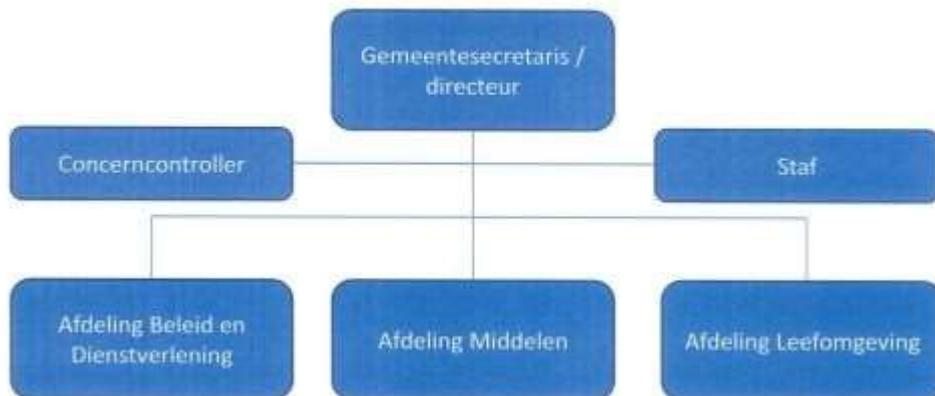 Gemeentesecretaris /
directeur
Concerncontroller
Staf
Afdeling Beleid en
Dienstverlening
Afdeling Middelen
Afdeling Leefomgeving